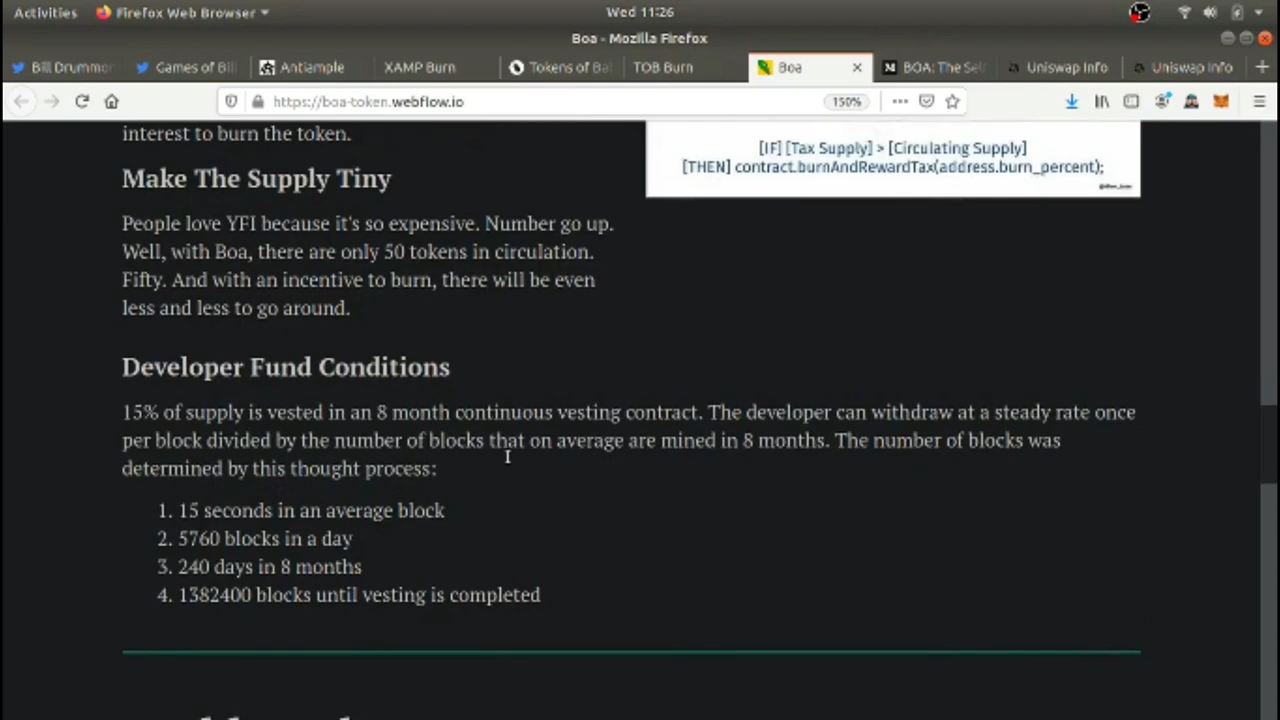 Activities Firefox Web Browser Wed 11:26
Boa - Mozilla Firefox
Bill Drummo Games of Bil Antiample XAMP Burn Tokens of Bal TOB Burn Boa BOA: The Sel Uniswap Info Uniswap Info
https://boa-token.webflow.io 150%
interest to burn the token.
[IF] [Tax Supply] > [Circulating Supply]
[THEN] contract.burnAndRewardTax(address.burn_percent);
Make The Supply Tiny
People love YFI because it's so expensive. Number go up.
Well, with Boa, there are only 50 tokens in circulation.
Fifty. And with an incentive to burn, there will be even
less and less to go around.
Developer Fund Conditions
15% of supply is vested in an 8 month continuous vesting contract. The developer can withdraw at a steady rate once
per block divided by the number of blocks that on average are mined in 8 months. The number of blocks was
determined by this thought process:
1. 15 seconds in an average block
2. 5760 blocks in a day
3. 240 days in 8 months
4. 1382400 blocks until vesting is completed